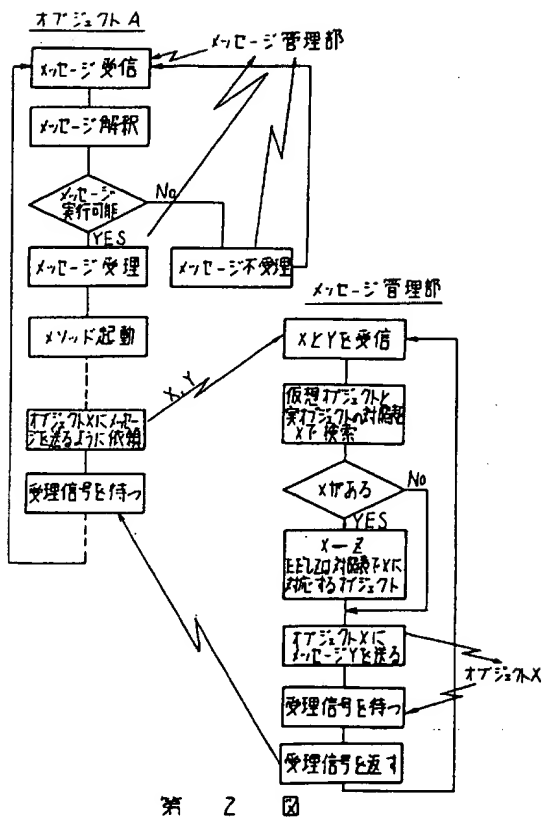 オブジェクトA
メッセージ管理部
メッセージ受信
メッセージ解釈
メッセージ
実行可能
No
YES
メッセージ受理
メッセージ不受理
メソッド起動
オブジェクトXにメッセー
ジを送るように依頼
受理信号を待つ
X,Y
メッセージ管理部
XとYを受信
仮想オブジェクトと
実オブジェクトの対照表を
Xで検索
Xがある
No
YES
X←Z
ただしZは対照表でXに
対応するオブジェクト
オブジェクトXに
メッセージYを送る
オブジェクトX
受理信号を待つ
受理信号を返す
第2図